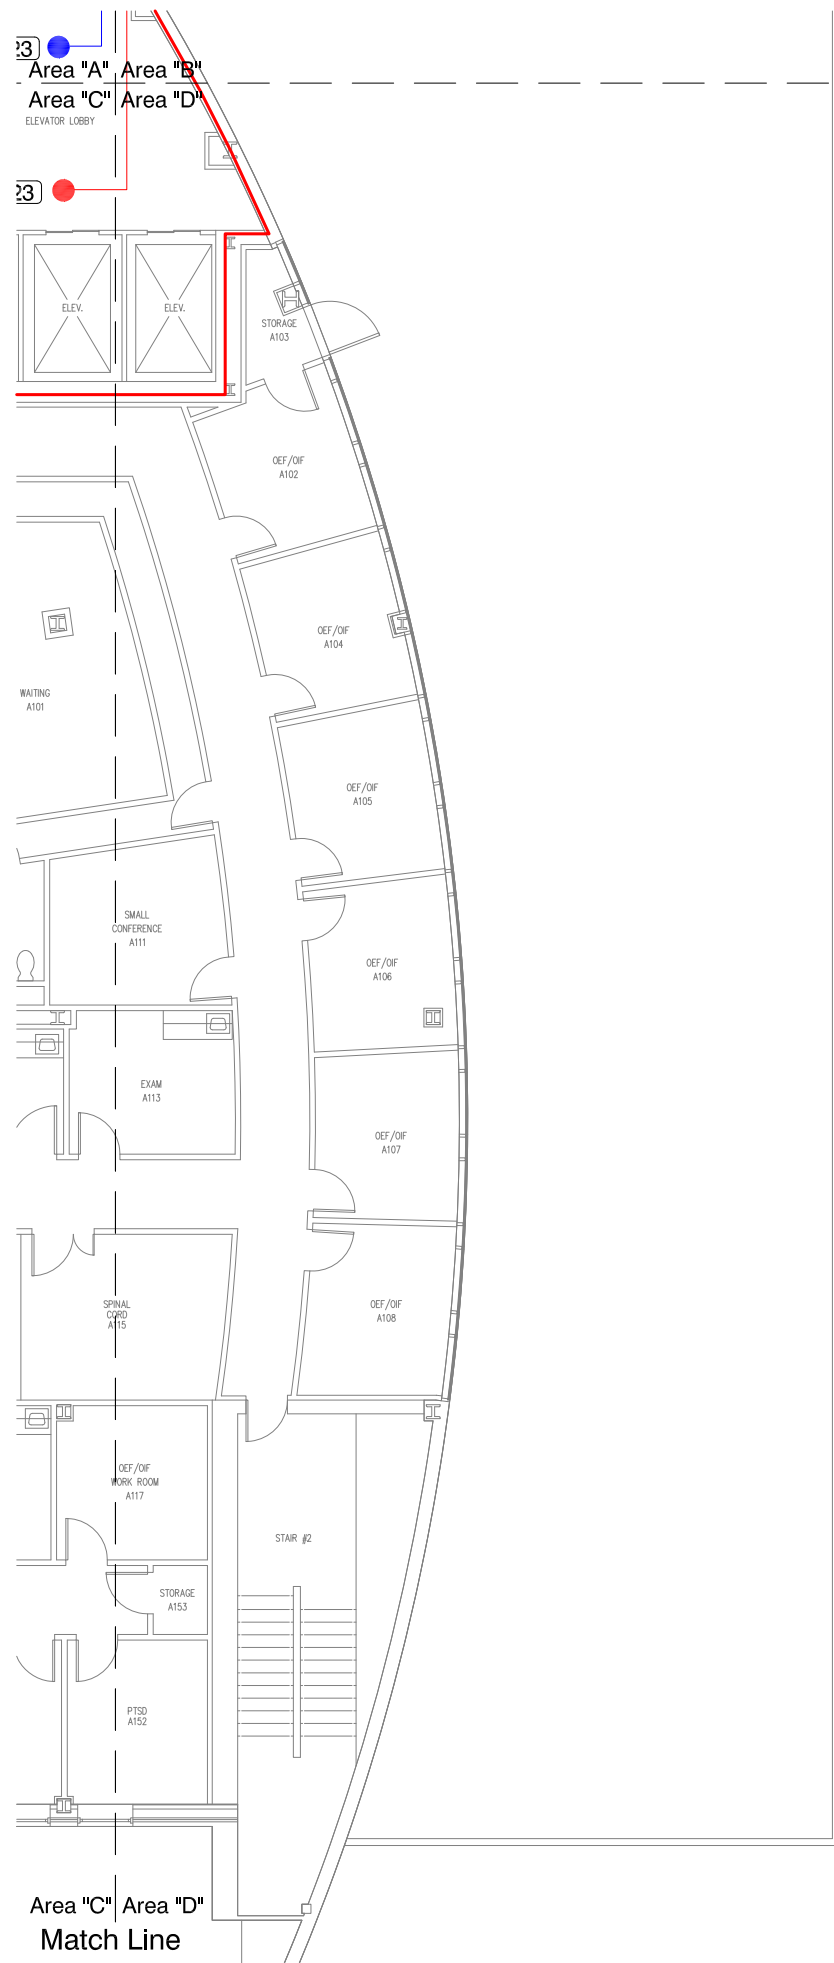 23
Area "A" Area "B"
Area "C" Area "D"
ELEVATOR LOBBY
23
ELEV.
ELEV.
STORAGE
A103
OEF/OIF
A102
OEF/OIF
A104
WAITING
A101
OEF/OIF
A105
SMALL
CONFERENCE
A111
OEF/OIF
A106
EXAM
A113
OEF/OIF
A107
SPINAL
CORD
A115
OEF/OIF
A108
OEF/OIF
WORK ROOM
A117
STAIR #2
STORAGE
A153
PTSD
A152
Area "C" Area "D"
Match Line